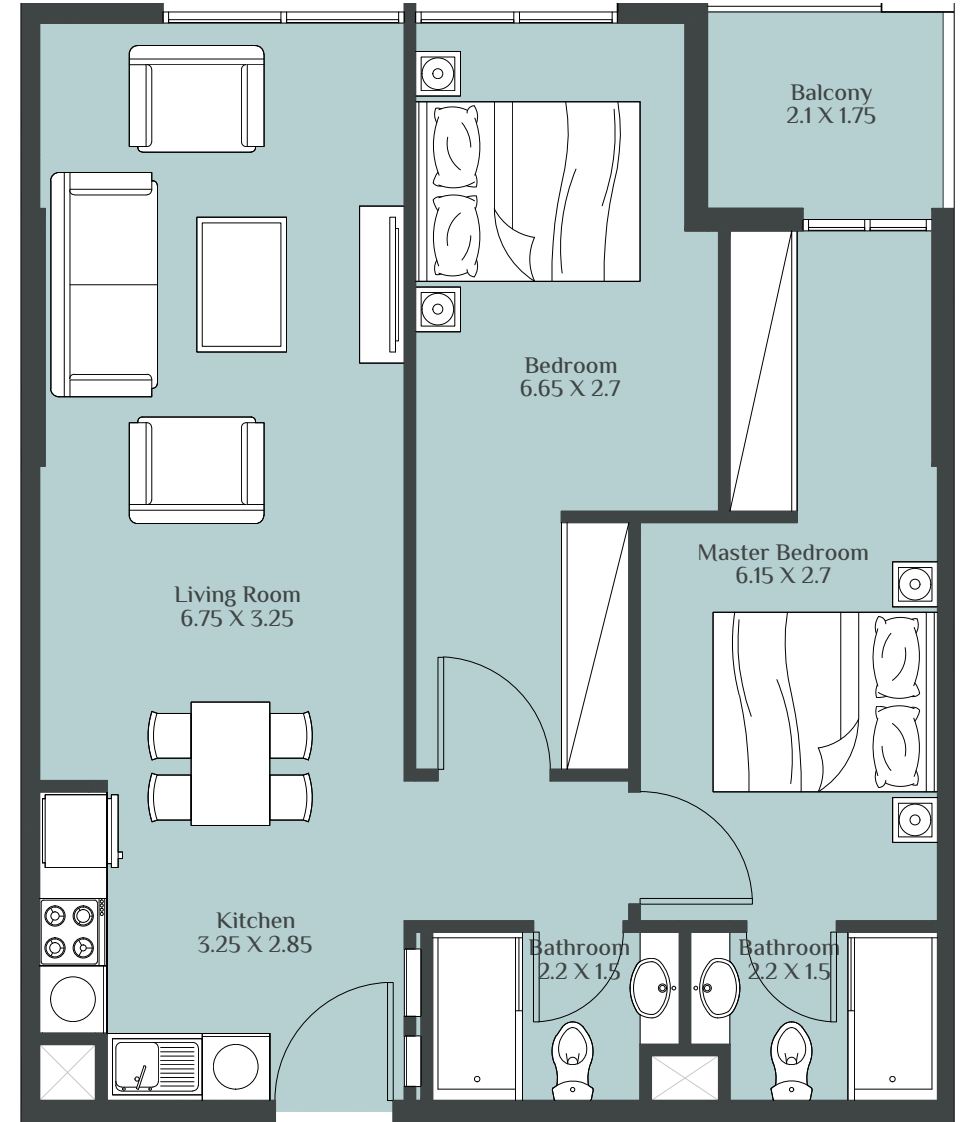 Balcony
2.1 X 1.75
Bedroom
6.65 X 2.7
Master Bedroom
6.15 X 2.7
Living Room
6.75 X 3.25
Kitchen
3.25 X 2.85
Bathroom
2.2 X 1.5
Bathroom
2.2 X 1.5